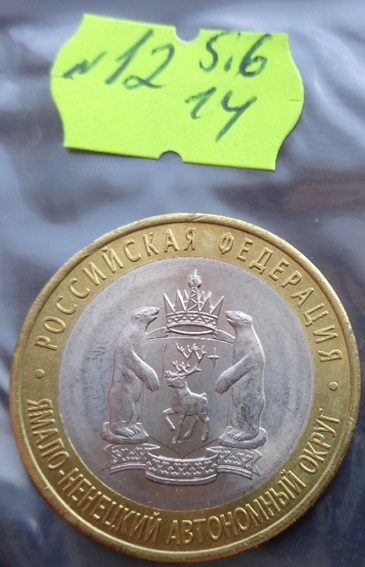 №12 5.6
14
• РОССИЙСКАЯ ФЕДЕРАЦИЯ •
ЯМАЛО-НЕНЕЦКИЙ АВТОНОМНЫЙ ОКРУГ